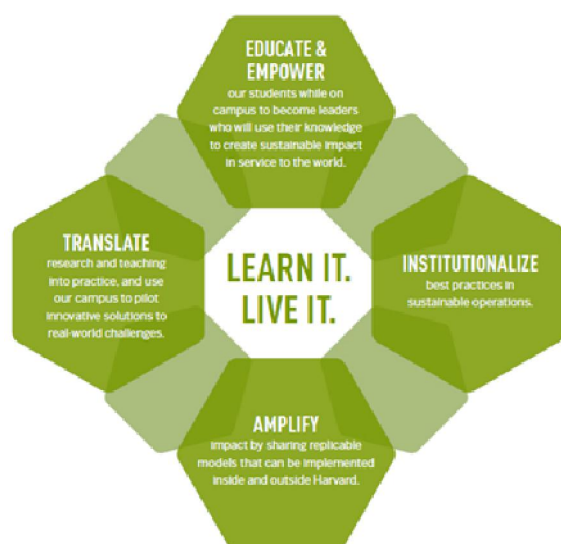 EDUCATE &
EMPOWER
our students while on
campus to become leaders
who will use their knowledge
to create sustainable impact
in service to the world.
TRANSLATE
research and teaching
into practice, and use
our campus to pilot
innovative solutions to
real-world challenges.
LEARN IT.
LIVE IT.
INSTITUTIONALIZE
best practices in
sustainable operations.
AMPLIFY
impact by sharing replicable
models that can be implemented
inside and outside Harvard.